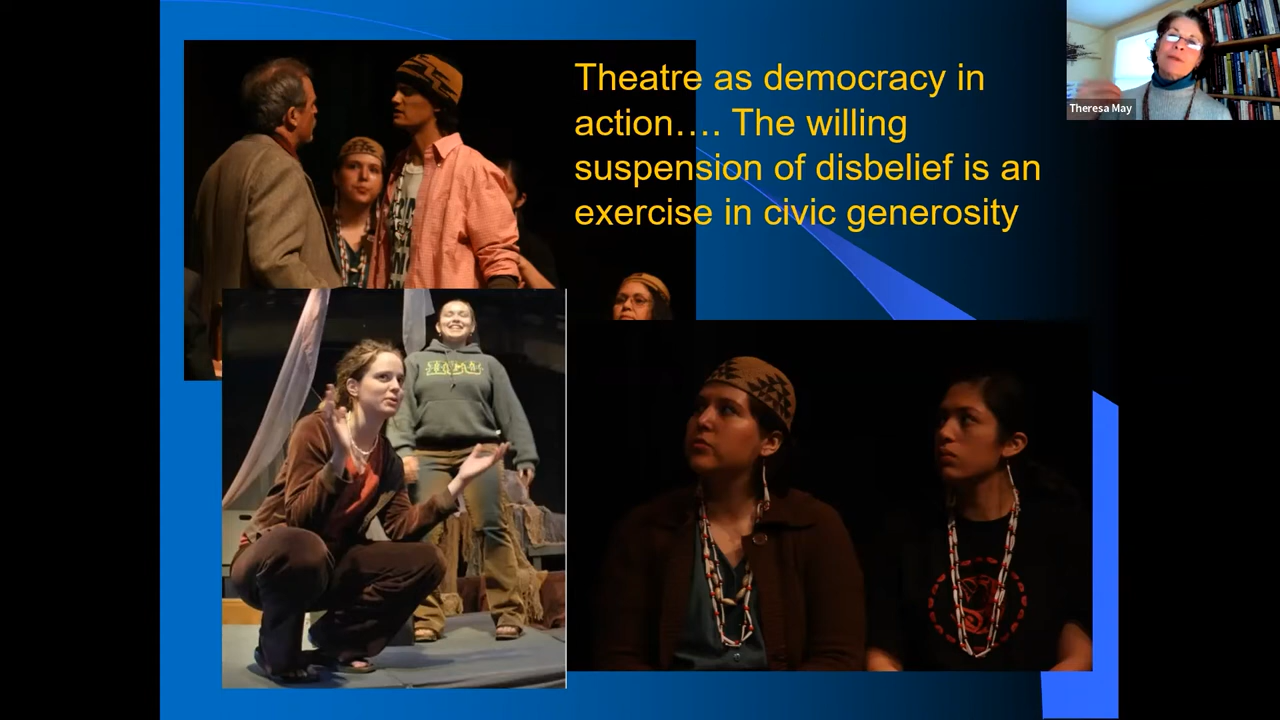 Theatre as democracy in
action…. The willing
suspension of disbelief is an
exercise in civic generosity
Theresa May